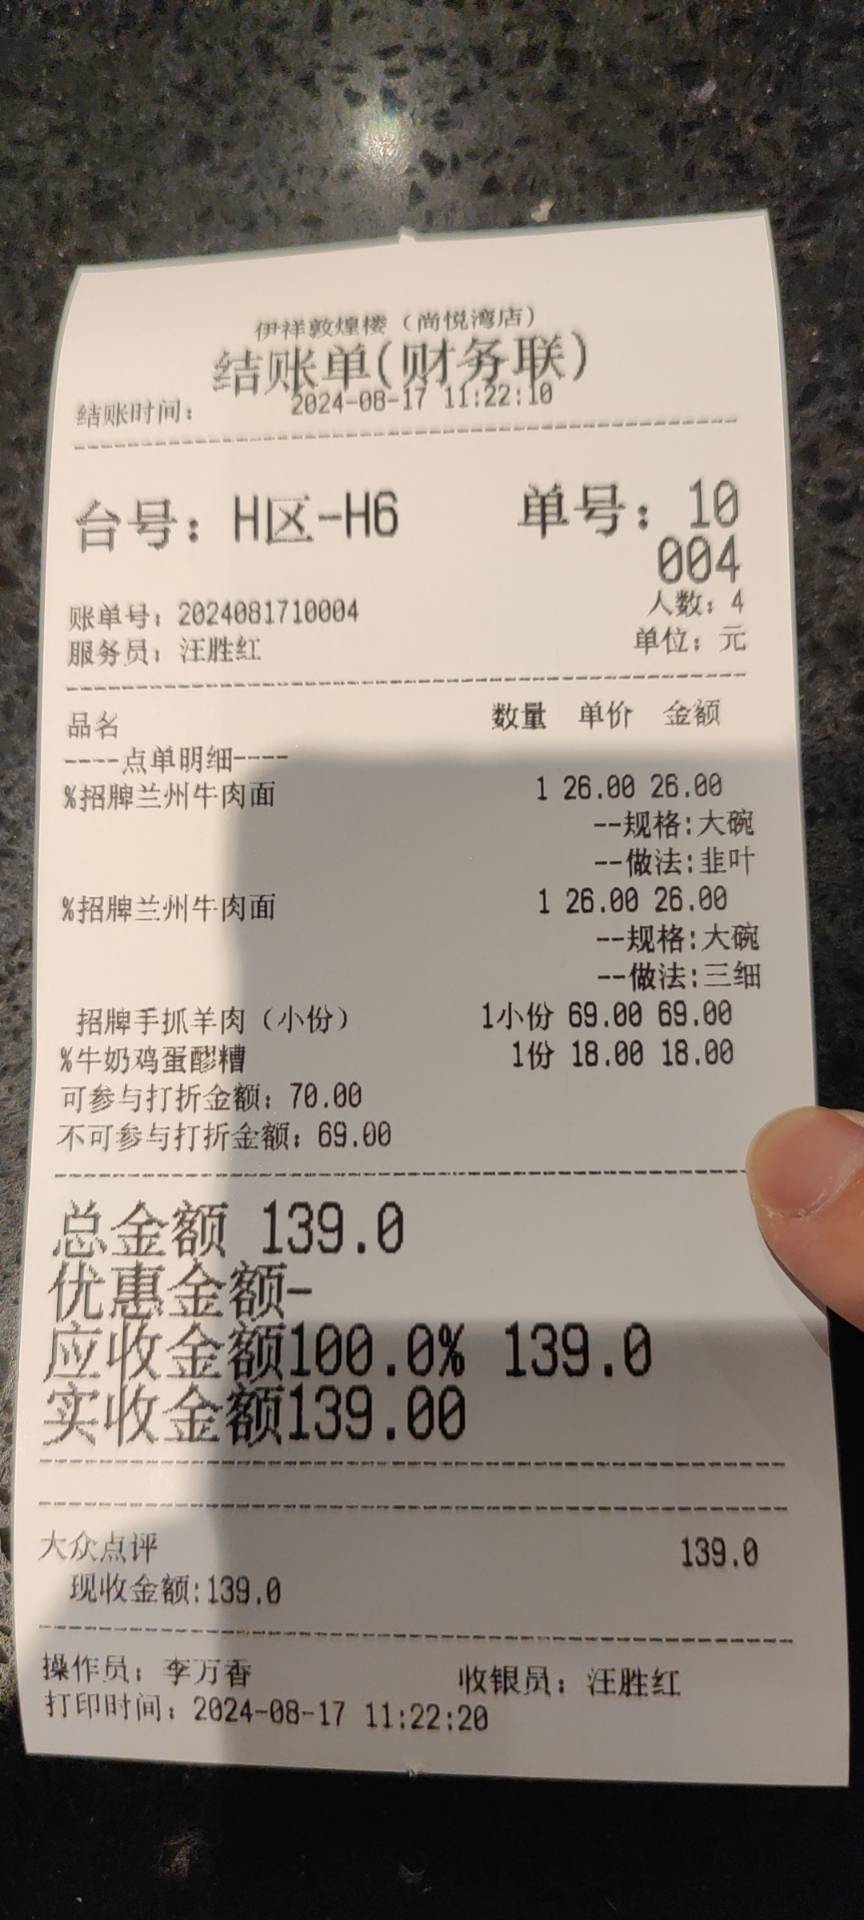 伊祥敦煌楼（尚悦湾店）
结账单(财务联)
结账时间： 2024-08-17 11:22:10
台号：H区-H6 单号：10
004
账单号：2024081710004 人数：4
服务员：汪胜红 单位：元
品名 数量 单价 金额
----点单明细----
%招牌兰州牛肉面 1 26.00 26.00
--规格:大碗
--做法:韭叶
%招牌兰州牛肉面 1 26.00 26.00
--规格:大碗
--做法:三细
招牌手抓羊肉（小份） 1小份 69.00 69.00
%牛奶鸡蛋醪糟 1份 18.00 18.00
可参与打折金额：70.00
不可参与打折金额：69.00
总金额 139.0
优惠金额-
应收金额100.0% 139.0
实收金额139.00
大众点评 139.0
现收金额:139.0
操作员：李万香 收银员：汪胜红
打印时间：2024-08-17 11:22:20